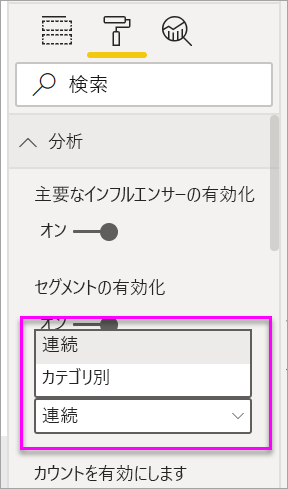 検索
分析
主要なインフルエンサーの有効化
オン
セグメントの有効化
オン
連続
カテゴリ別
連続
カウントを有効にします